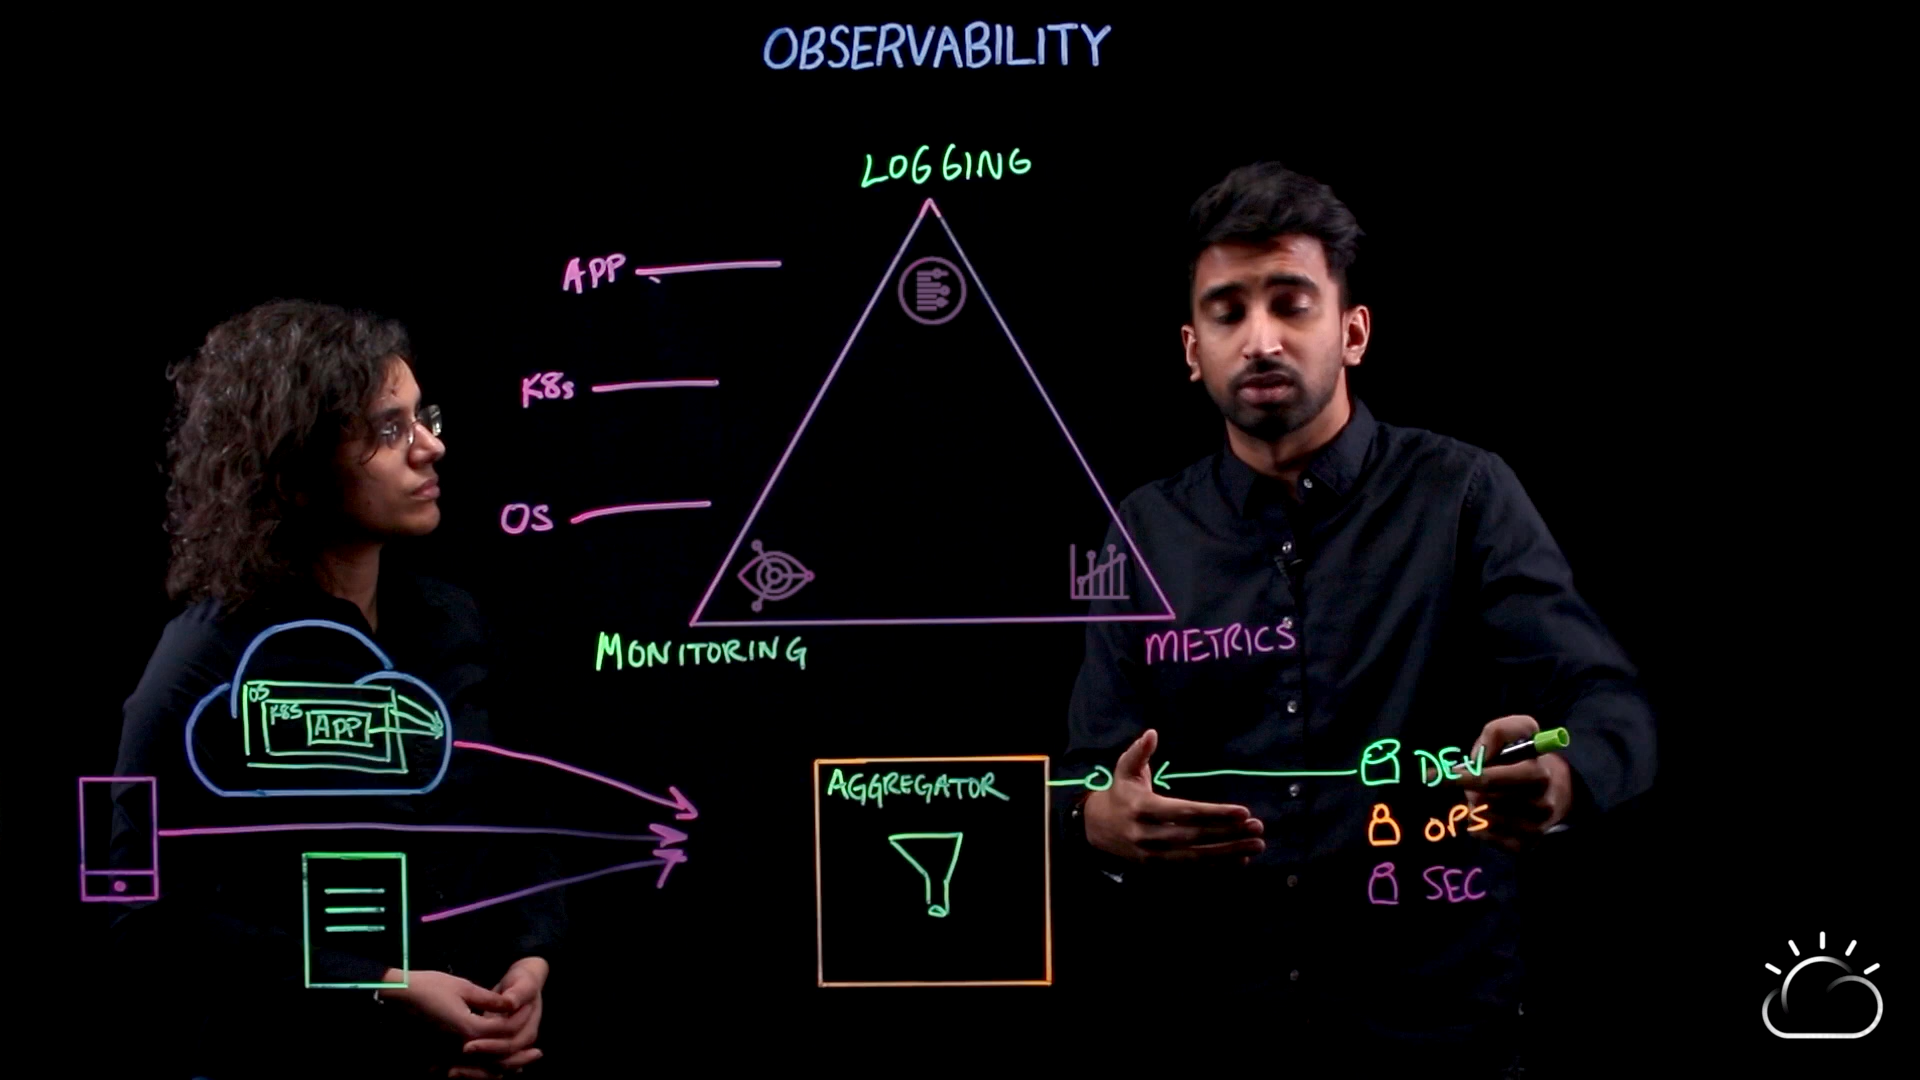 OBSERVABILITY
LOGGING
APP
K8s
OS
MONITORING
METRICS
OS
K8S
APP
AGGREGATOR
DEV
OPS
SEC